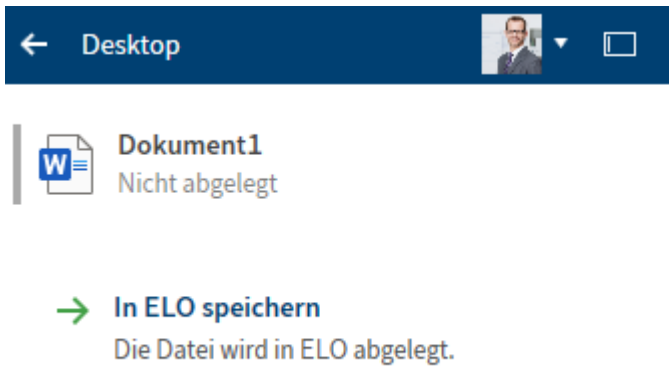 Desktop
W
Dokument1
Nicht abgelegt
In ELO speichern
Die Datei wird in ELO abgelegt.